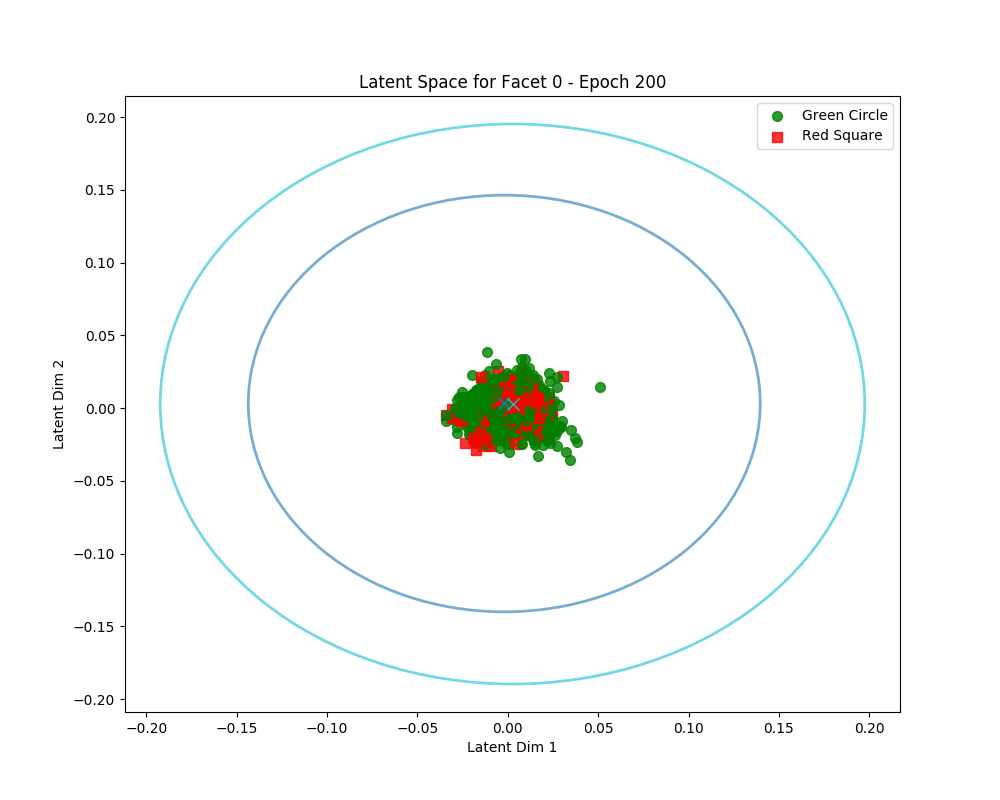 Latent Space for Facet 0 - Epoch 200
Green Circle
Red Square
0.20
0.15
0.10
0.05
0.00
−0.05
−0.10
−0.15
−0.20
Latent Dim 2
−0.20 −0.15 −0.10 −0.05 0.00 0.05 0.10 0.15 0.20
Latent Dim 1